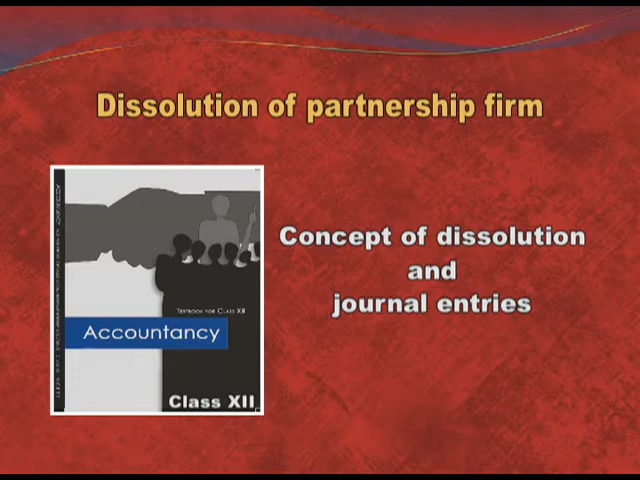 Dissolution of partnership firm
Concept of dissolution
and
journal entries
TEXTBOOK FOR CLASS XII
Accountancy
Class XII